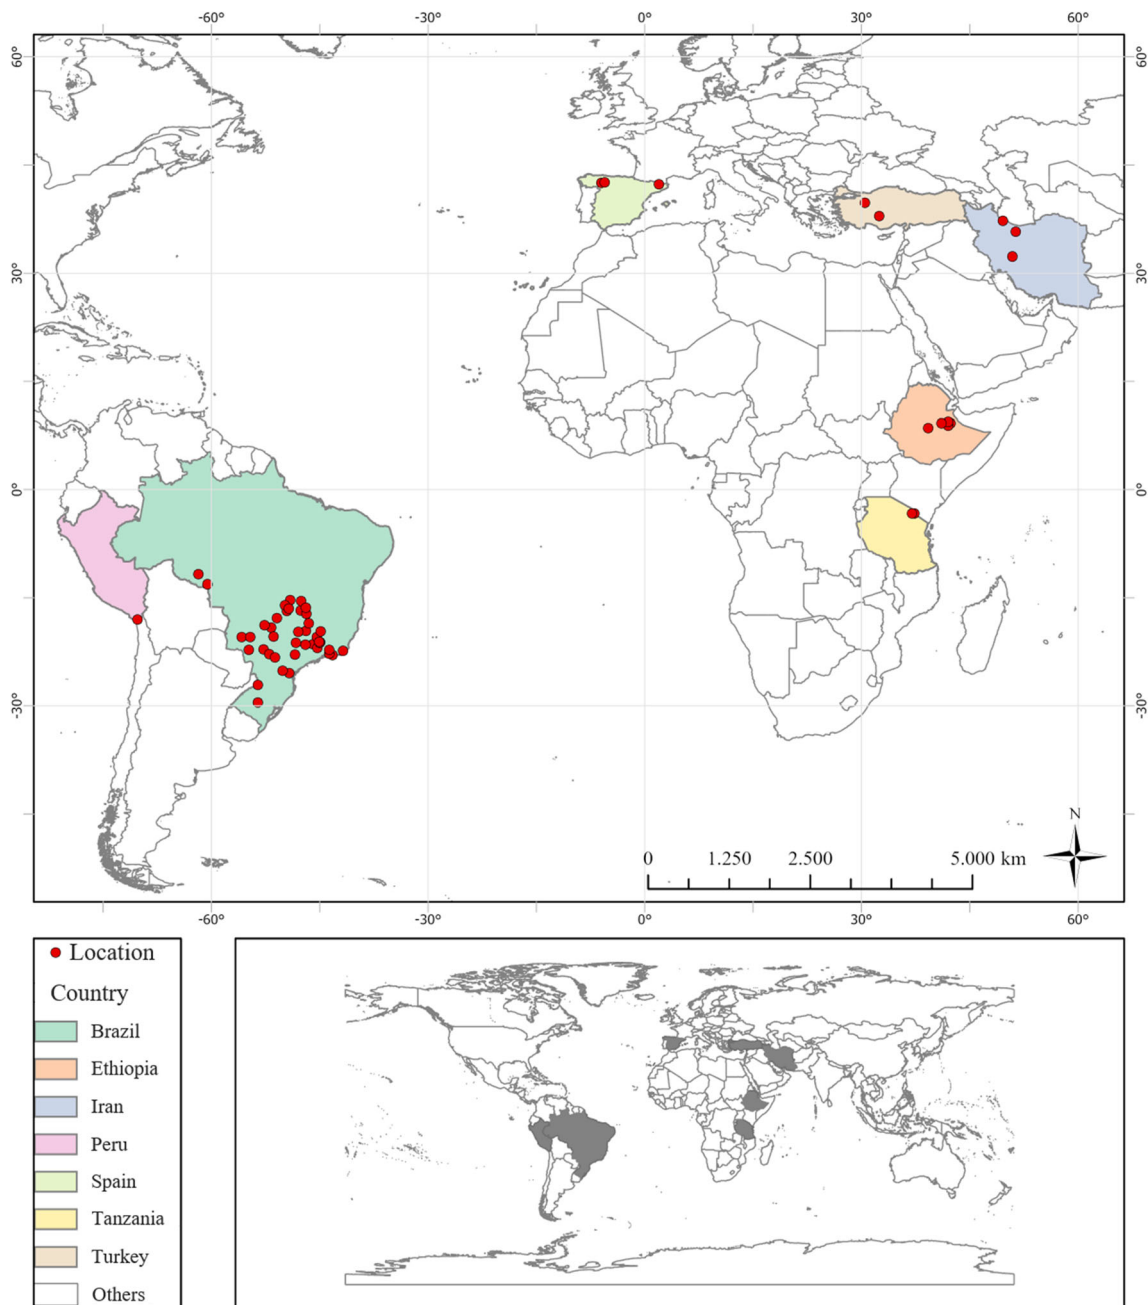 -60° -30° 0° 30° 60°
60° 60°
30° 30°
0° 0°
-30° -30°
N
0 1.250 2.500 5.000 km
-60° -30° 0° 30° 60°
Location
Country
Brazil
Ethiopia
Iran
Peru
Spain
Tanzania
Turkey
Others